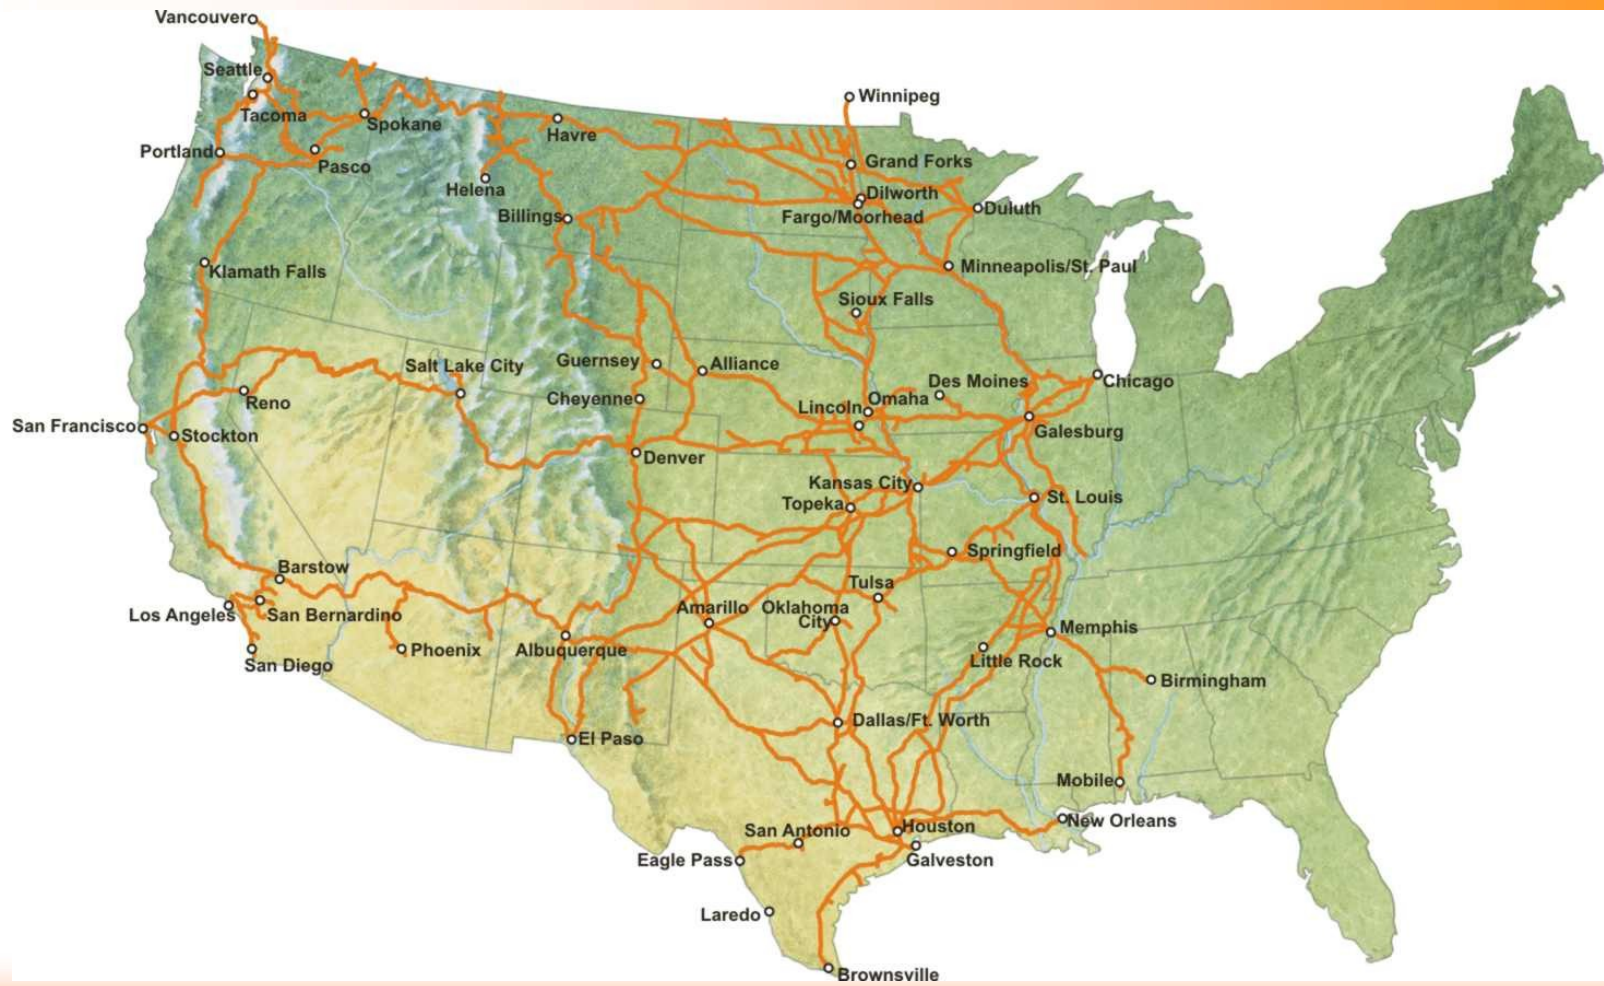 Vancouver
Winnipeg
Seattle
Tacoma
Spokane
Havre
Portland
Pasco
Grand Forks
Helena
Dilworth
Billings
Fargo/Moorhead
Duluth
Klamath Falls
Minneapolis/St. Paul
Sioux Falls
Salt Lake City
Guernsey
Alliance
Des Moines
Chicago
Reno
Cheyenne
Lincoln
Omaha
San Francisco
Stockton
Galesburg
Denver
Kansas City
St. Louis
Topeka
Springfield
Barstow
Tulsa
Los Angeles
San Bernardino
Amarillo
Oklahoma
City
Memphis
Phoenix
Albuquerque
San Diego
Little Rock
Birmingham
Dallas/Ft. Worth
El Paso
Mobile
New Orleans
San Antonio
Houston
Eagle Pass
Galveston
Laredo
Brownsville